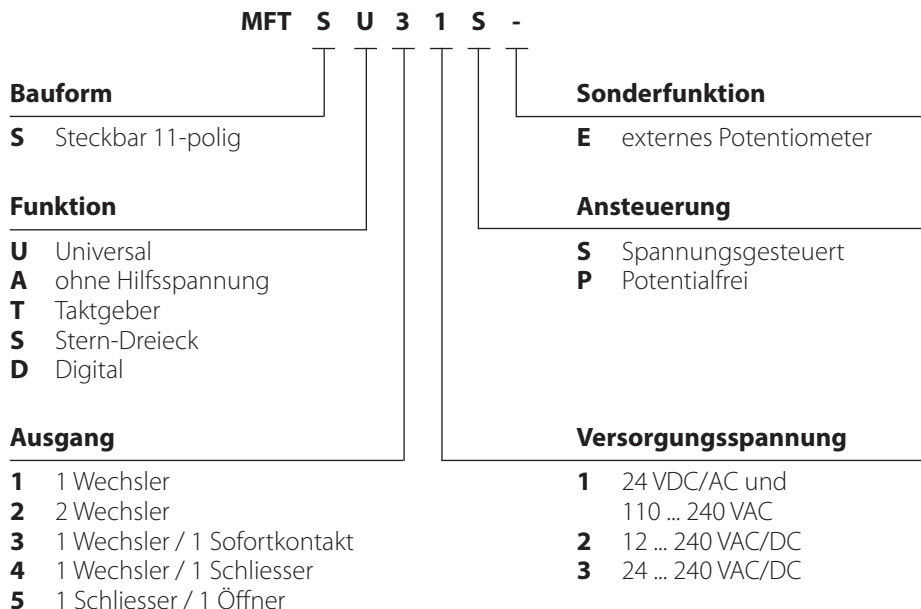 MFT S U 3 1 S -
Bauform
S Steckbar 11-polig
Funktion
U Universal
A ohne Hilfsspannung
T Taktgeber
S Stern-Dreieck
D Digital
Ausgang
1 1 Wechsler
2 2 Wechsler
3 1 Wechsler / 1 Sofortkontakt
4 1 Wechsler / 1 Schliesser
5 1 Schliesser / 1 Öffner
Sonderfunktion
E externes Potentiometer
Ansteuerung
S Spannungsgesteuert
P Potentialfrei
Versorgungsspannung
1 24 VDC/AC und
110 ... 240 VAC
2 12 ... 240 VAC/DC
3 24 ... 240 VAC/DC